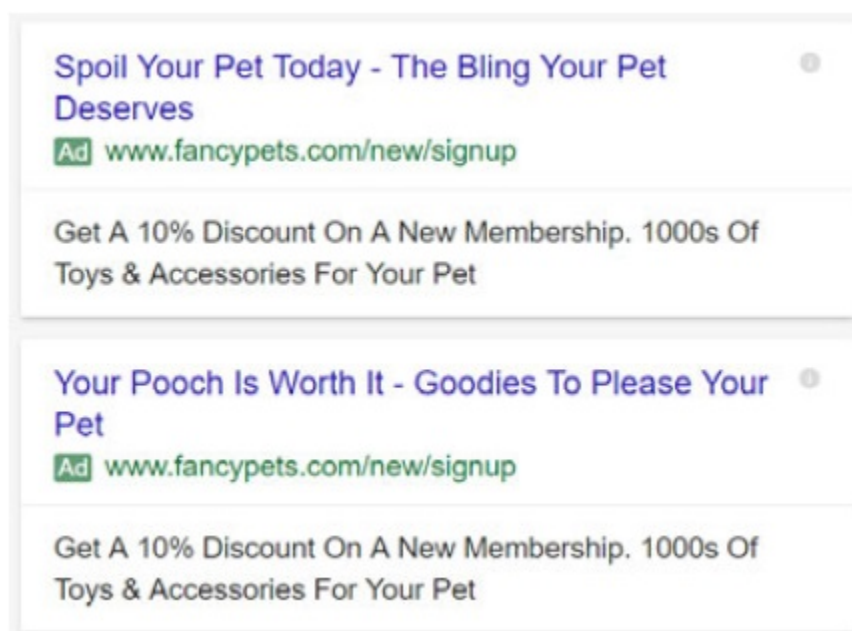 Spoil Your Pet Today - The Bling Your Pet
Deserves
Ad www.fancypets.com/new/signup
Get A 10% Discount On A New Membership. 1000s Of
Toys & Accessories For Your Pet
Your Pooch Is Worth It - Goodies To Please Your
Pet
Ad www.fancypets.com/new/signup
Get A 10% Discount On A New Membership. 1000s Of
Toys & Accessories For Your Pet